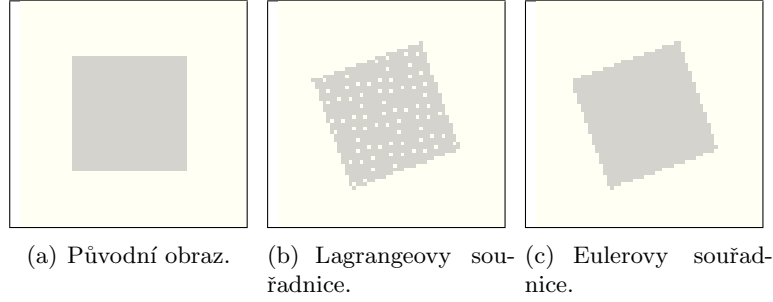 (a) Původní obraz.
(b) Lagrangeovy sou-
řadnice.
(c) Eulerovy souřad-
nice.